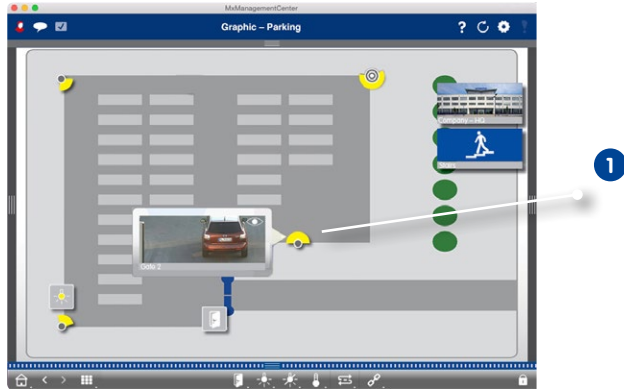 MxManagementCenter
Graphic – Parking
?
Company – HQ
Stairs
1
Gate 2